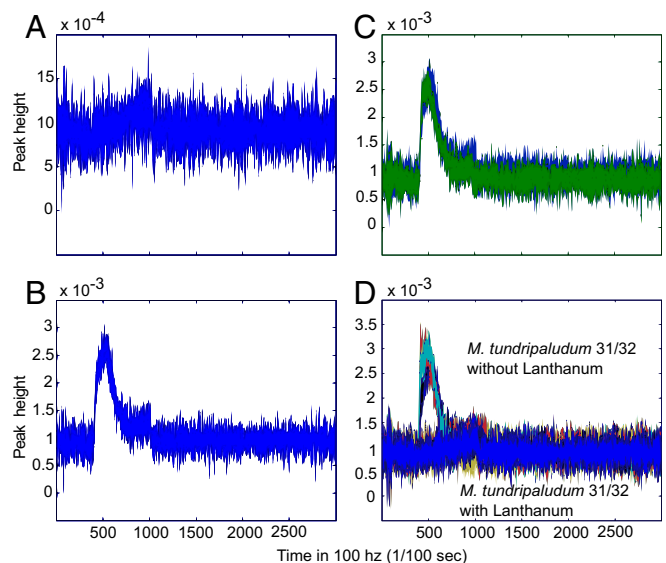 A
x 10-4
15
10
5
0
Peak height
C
x 10-3
3
2.5
2
1.5
1
0.5
0
B
x 10-3
3
2.5
2
1.5
1
0.5
0
Peak height
500 1000 1500 2000 2500
D
x 10-3
3.5
3
2.5
2
1.5
1
0.5
0
M. tundripaludum 31/32
without Lanthanum
M. tundripaludum 31/32
with Lanthanum
500 1000 1500 2000 2500
Time in 100 hz (1/100 sec)